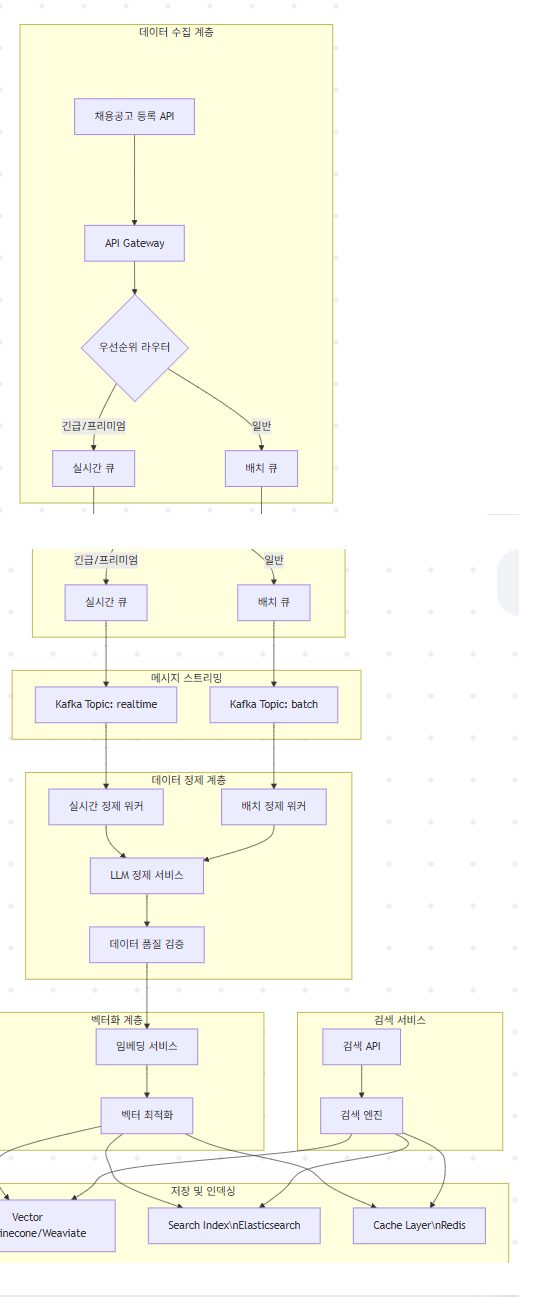 데이터 수집 계층
채용공고 등록 API
API Gateway
우선순위 라우터
긴급/프리미엄
일반
실시간 큐
배치 큐
긴급/프리미엄
일반
실시간 큐
배치 큐
메시지 스트리밍
Kafka Topic: realtime
Kafka Topic: batch
데이터 정제 계층
실시간 정제 워커
배치 정제 워커
LLM 정제 서비스
데이터 품질 검증
벡터화 계층
검색 서비스
임베딩 서비스
검색 API
벡터 최적화
검색 엔진
저장 및 인덱싱
Vector
inecone/Weaviate
Search Index\nElasticsearch
Cache Layer\nRedis